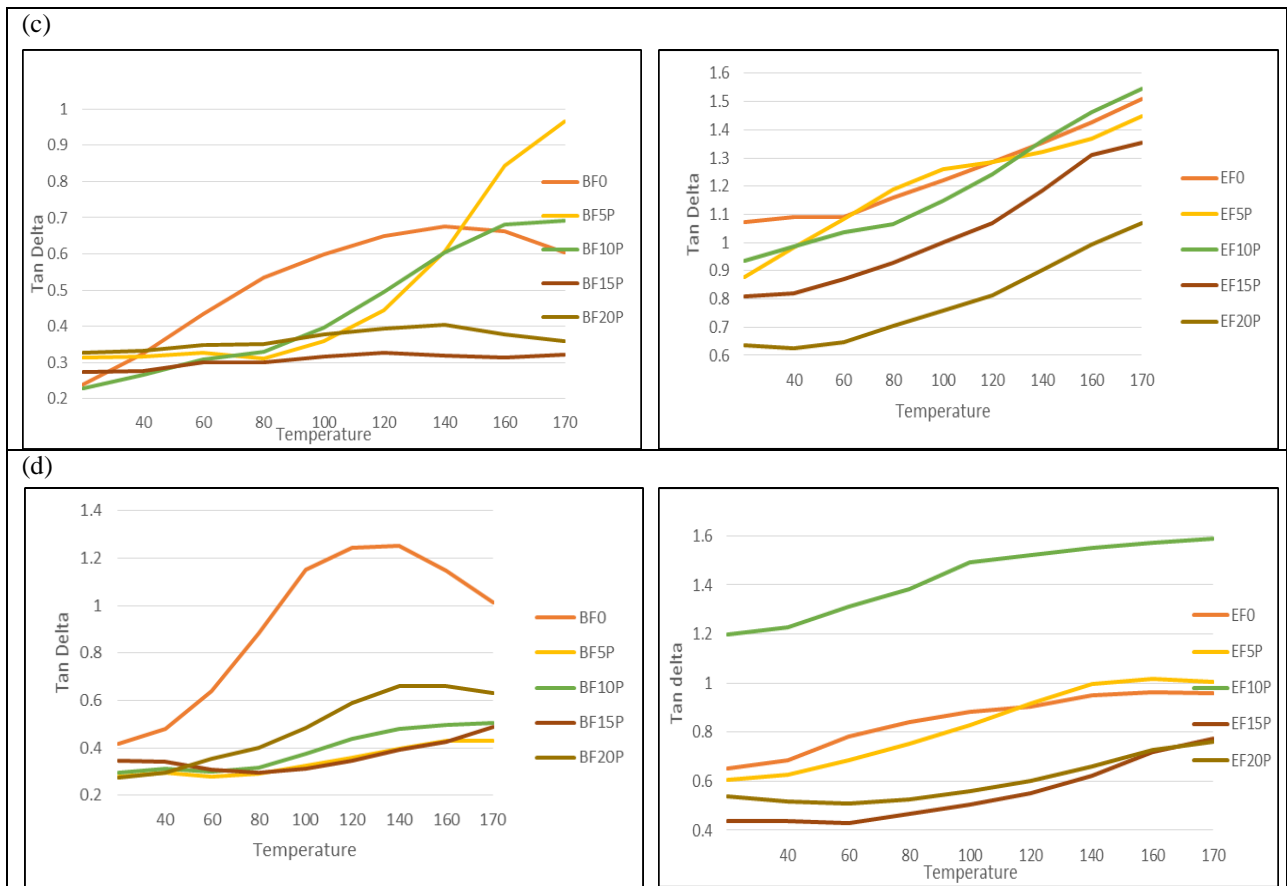 (c)
1
0.9
0.8
0.7
0.6
0.5
0.4
0.3
0.2
Tan Delta
40 60 80 100 120 140 160 170
Temperature
BF0
BF5P
BF10P
BF15P
BF20P
1.6
1.5
1.4
1.3
1.2
1.1
1
0.9
0.8
0.7
0.6
Tan Delta
40 60 80 100 120 140 160 170
Temperature
EF0
EF5P
EF10P
EF15P
EF20P
(d)
1.4
1.2
1
0.8
0.6
0.4
0.2
Tan Delta
40 60 80 100 120 140 160 170
Temperature
BF0
BF5P
BF10P
BF15P
BF20P
1.6
1.4
1.2
1
0.8
0.6
0.4
Tan delta
40 60 80 100 120 140 160 170
Temperature
EF0
EF5P
EF10P
EF15P
EF20P